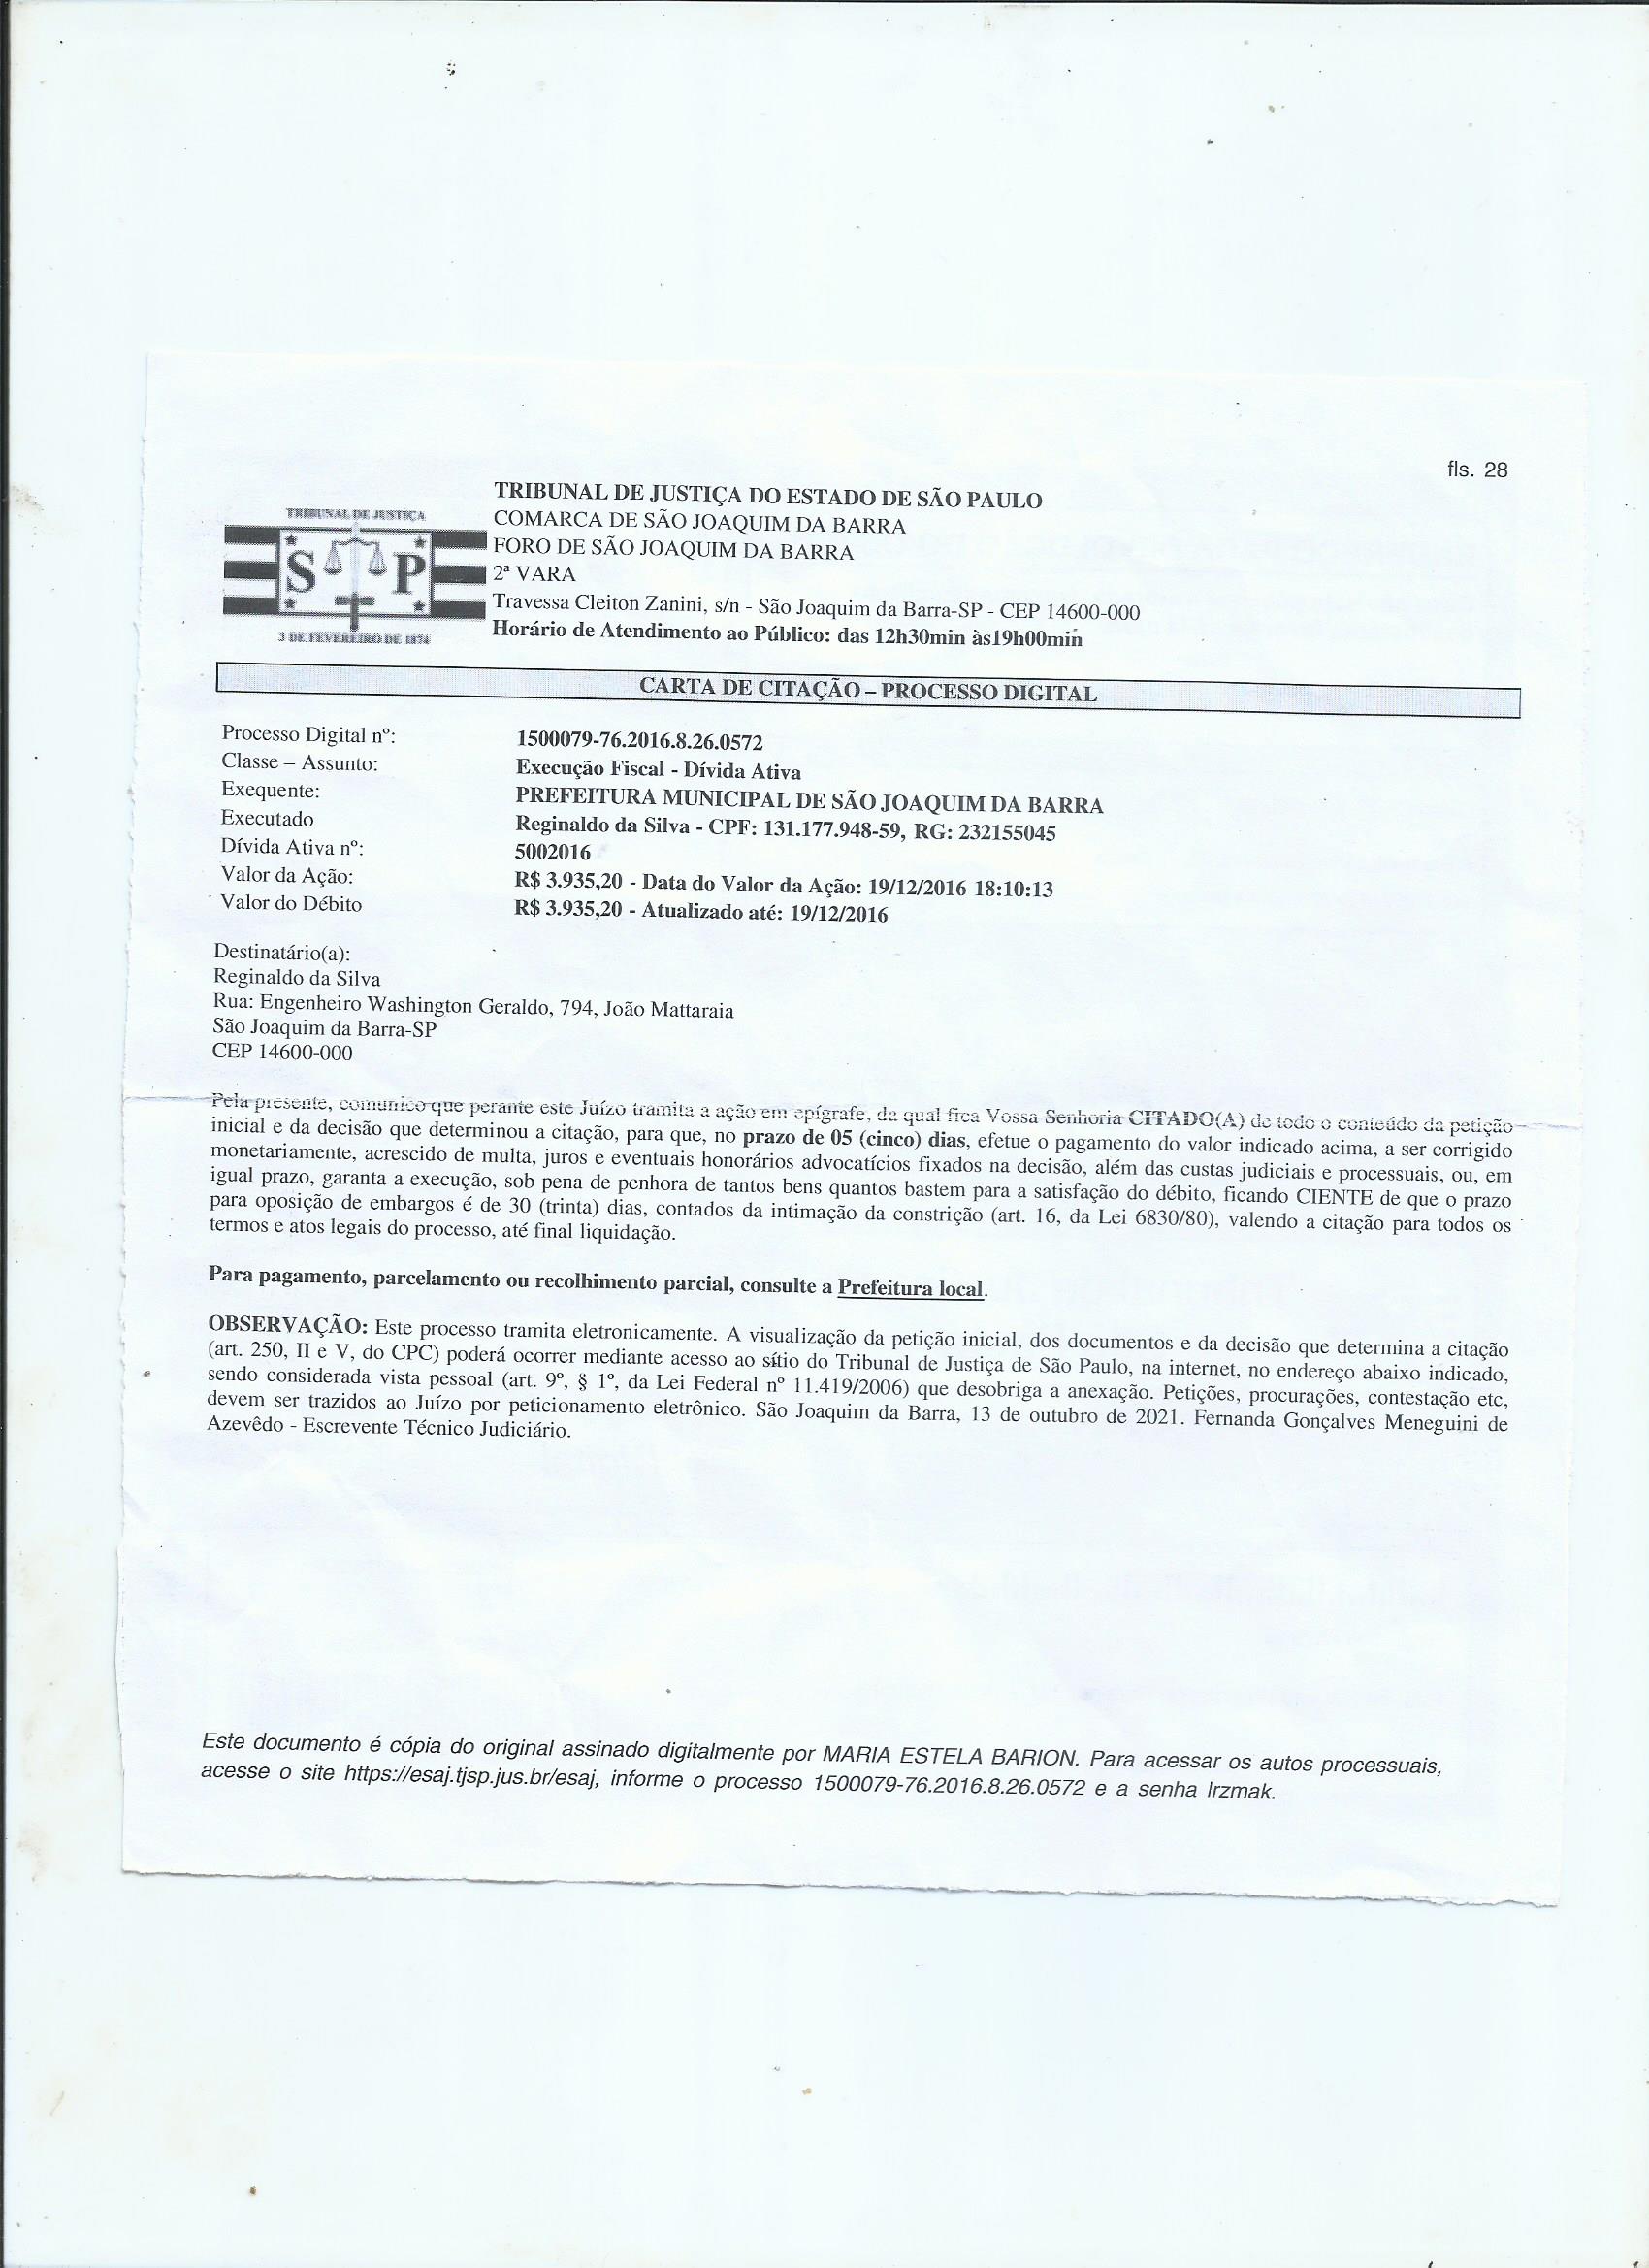 fls. 28
TRIBUNAL DE JUSTIÇA
S P
3 DE FEVEREIRO DE 1874
TRIBUNAL DE JUSTIÇA DO ESTADO DE SÃO PAULO
COMARCA DE SÃO JOAQUIM DA BARRA
FORO DE SÃO JOAQUIM DA BARRA
2ª VARA
Travessa Cleiton Zanini, s/n - São Joaquim da Barra-SP - CEP 14600-000
Horário de Atendimento ao Público: das 12h30min às19h00min
CARTA DE CITAÇÃO – PROCESSO DIGITAL
Processo Digital nº: 1500079-76.2016.8.26.0572
Classe – Assunto: Execução Fiscal - Dívida Ativa
Exequente: PREFEITURA MUNICIPAL DE SÃO JOAQUIM DA BARRA
Executado Reginaldo da Silva - CPF: 131.177.948-59, RG: 232155045
Dívida Ativa nº: 5002016
Valor da Ação: R$ 3.935,20 - Data do Valor da Ação: 19/12/2016 18:10:13
Valor do Débito R$ 3.935,20 - Atualizado até: 19/12/2016
Destinatário(a):
Reginaldo da Silva
Rua: Engenheiro Washington Geraldo, 794, João Mattaraia
São Joaquim da Barra-SP
CEP 14600-000
Pela presente, comunico que perante este Juízo tramita a ação em epígrafe, da qual fica Vossa Senhoria CITADO(A) de todo o conteúdo da petição
inicial e da decisão que determinou a citação, para que, no prazo de 05 (cinco) dias, efetue o pagamento do valor indicado acima, a ser corrigido
monetariamente, acrescido de multa, juros e eventuais honorários advocatícios fixados na decisão, além das custas judiciais e processuais, ou, em
igual prazo, garanta a execução, sob pena de penhora de tantos bens quantos bastem para a satisfação do débito, ficando CIENTE de que o prazo
para oposição de embargos é de 30 (trinta) dias, contados da intimação da constrição (art. 16, da Lei 6830/80), valendo a citação para todos os
termos e atos legais do processo, até final liquidação.
Para pagamento, parcelamento ou recolhimento parcial, consulte a Prefeitura local.
OBSERVAÇÃO: Este processo tramita eletronicamente. A visualização da petição inicial, dos documentos e da decisão que determina a citação
(art. 250, II e V, do CPC) poderá ocorrer mediante acesso ao sítio do Tribunal de Justiça de São Paulo, na internet, no endereço abaixo indicado,
sendo considerada vista pessoal (art. 9º, § 1º, da Lei Federal nº 11.419/2006) que desobriga a anexação. Petições, procurações, contestação etc,
devem ser trazidos ao Juízo por peticionamento eletrônico. São Joaquim da Barra, 13 de outubro de 2021. Fernanda Gonçalves Meneguini de
Azevêdo - Escrevente Técnico Judiciário.
Este documento é cópia do original assinado digitalmente por MARIA ESTELA BARION. Para acessar os autos processuais,
acesse o site https://esaj.tjsp.jus.br/esaj, informe o processo 1500079-76.2016.8.26.0572 e a senha lrzmak.